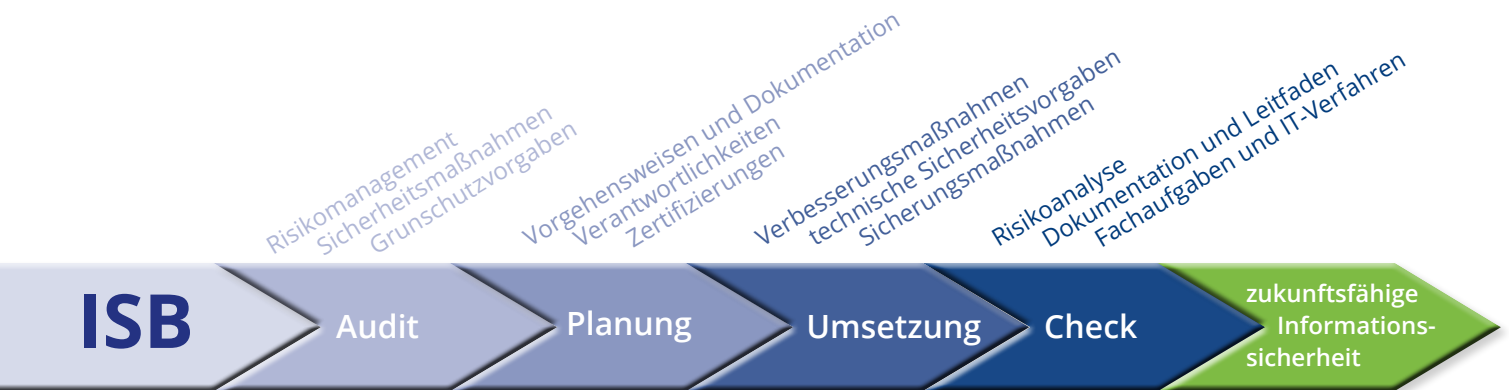 Risikomanagement
Sicherheitsmaßnahmen
Grunschutzvorgaben
Vorgehensweisen und Dokumentation
Verantwortlichkeiten
Zertifizierungen
Verbesserungsmaßnahmen
technische Sicherheitsvorgaben
Sicherungsmaßnahmen
Risikoanalyse
Dokumentation und Leitfaden
Fachaufgaben und IT-Verfahren
ISB
Audit
Planung
Umsetzung
Check
zukunftsfähige
Informations-
sicherheit